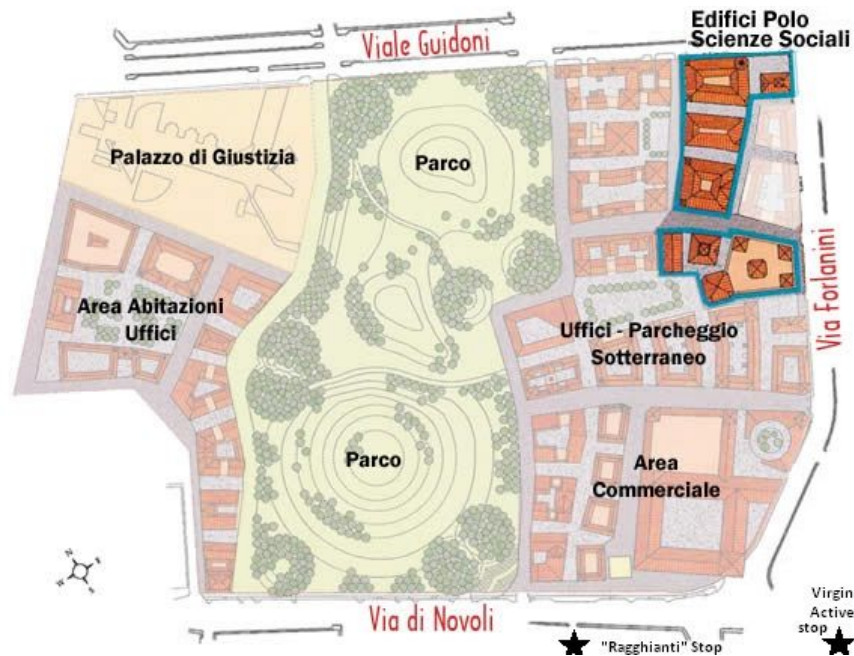 Edifici Polo
Scienze Sociali
Viale Guidoni
Palazzo di Giustizia
Parco
Area Abitazioni
Uffici
Uffici - Parcheggio
Sotterraneo
Via Forlanini
Parco
Area
Commerciale
Virgin
Active
stop
Via di Novoli
"Ragghianti" Stop